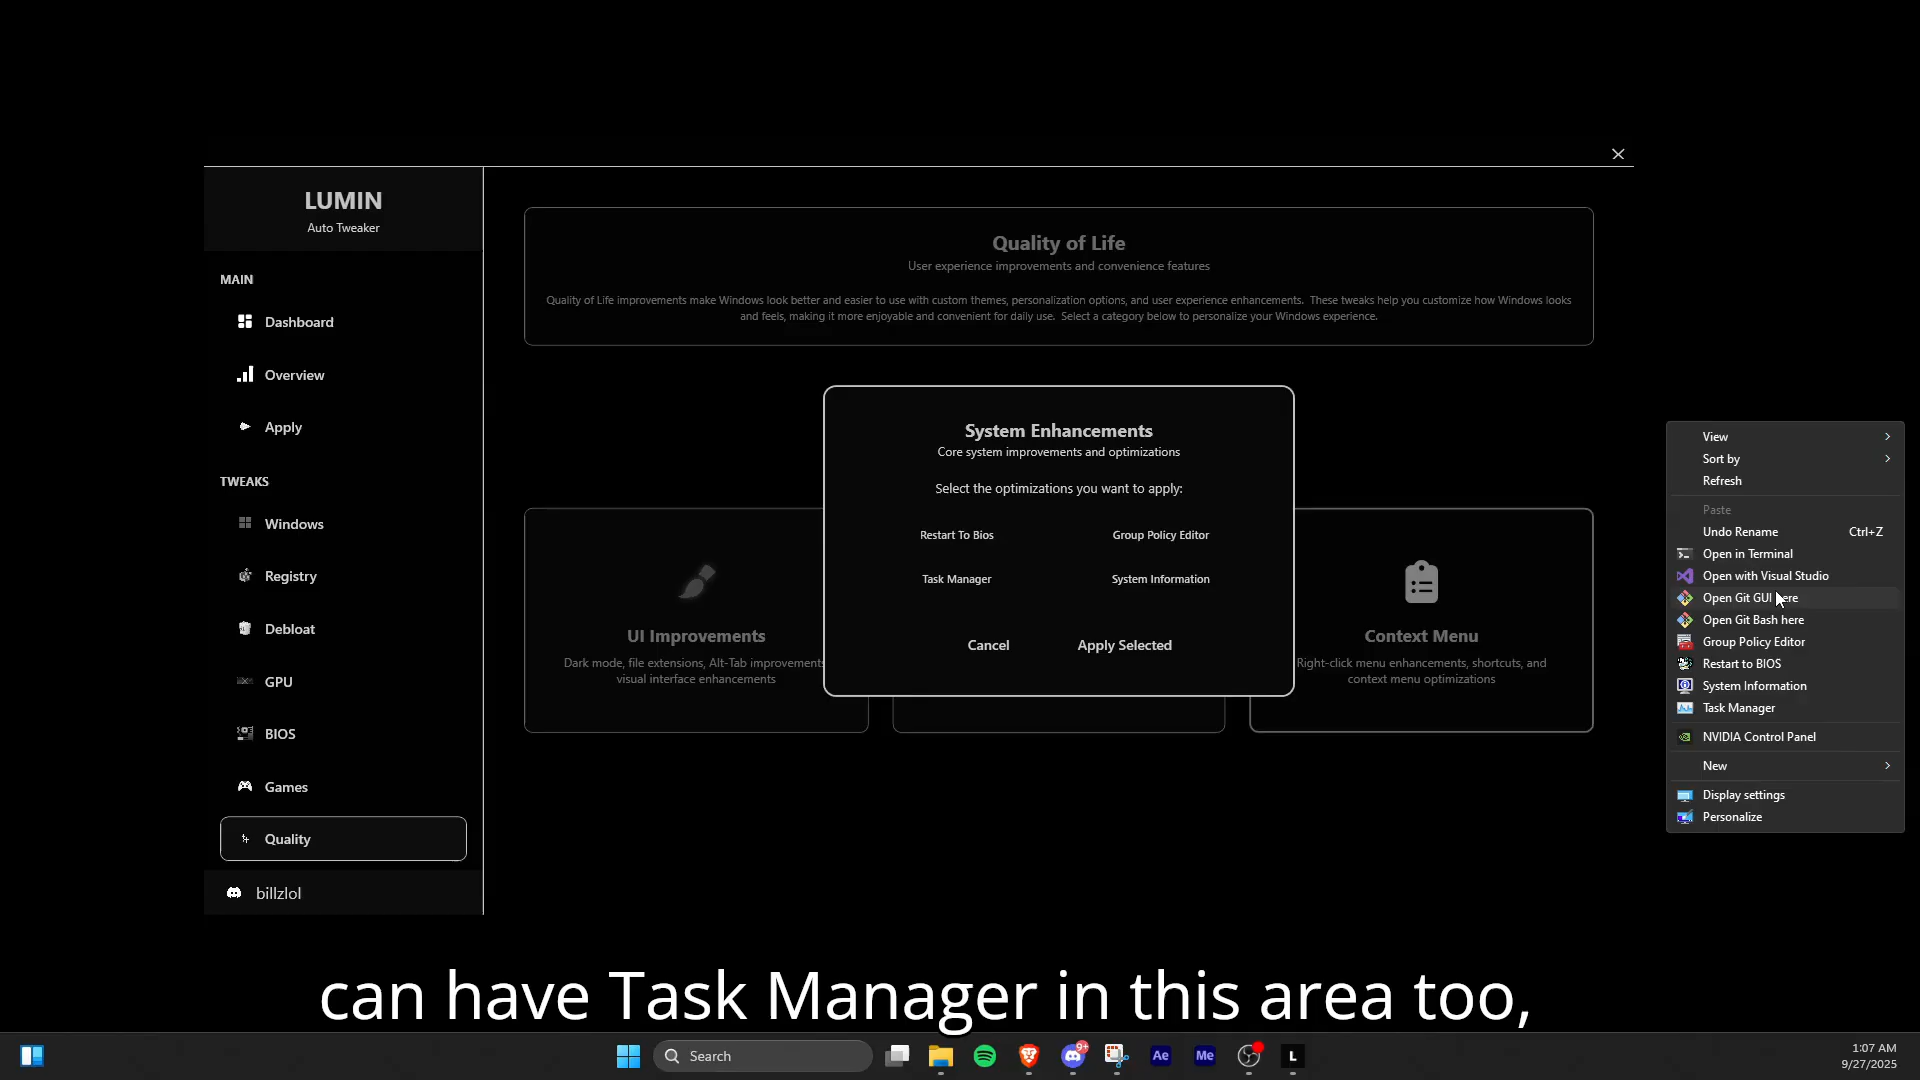 LUMIN
Auto Tweaker
MAIN
Dashboard
Overview
Apply
TWEAKS
Windows
Registry
Debloat
GPU
BIOS
Games
Quality
billzlol
Quality of Life
User experience improvements and convenience features
Quality of Life improvements make Windows look better and easier to use with custom themes, personalization options, and user experience enhancements. These tweaks help you customize how Windows looks
and feels, making it more enjoyable and convenient for daily use. Select a category below to personalize your Windows experience.
System Enhancements
Core system improvements and optimizations
Select the optimizations you want to apply:
Restart To Bios
Group Policy Editor
Task Manager
System Information
Cancel
Apply Selected
UI Improvements
Dark mode, file extensions, Alt-Tab improvements
visual interface enhancements
Context Menu
Right-click menu enhancements, shortcuts, and
context menu optimizations
View
Sort by
Refresh
Paste
Undo Rename Ctrl+Z
Open in Terminal
Open with Visual Studio
Open Git GUI here
Open Git Bash here
Group Policy Editor
Restart to BIOS
System Information
Task Manager
NVIDIA Control Panel
New
Display settings
Personalize
can have Task Manager in this area too,
Search
9+
Ae
Me
L
1:07 AM
9/27/2025